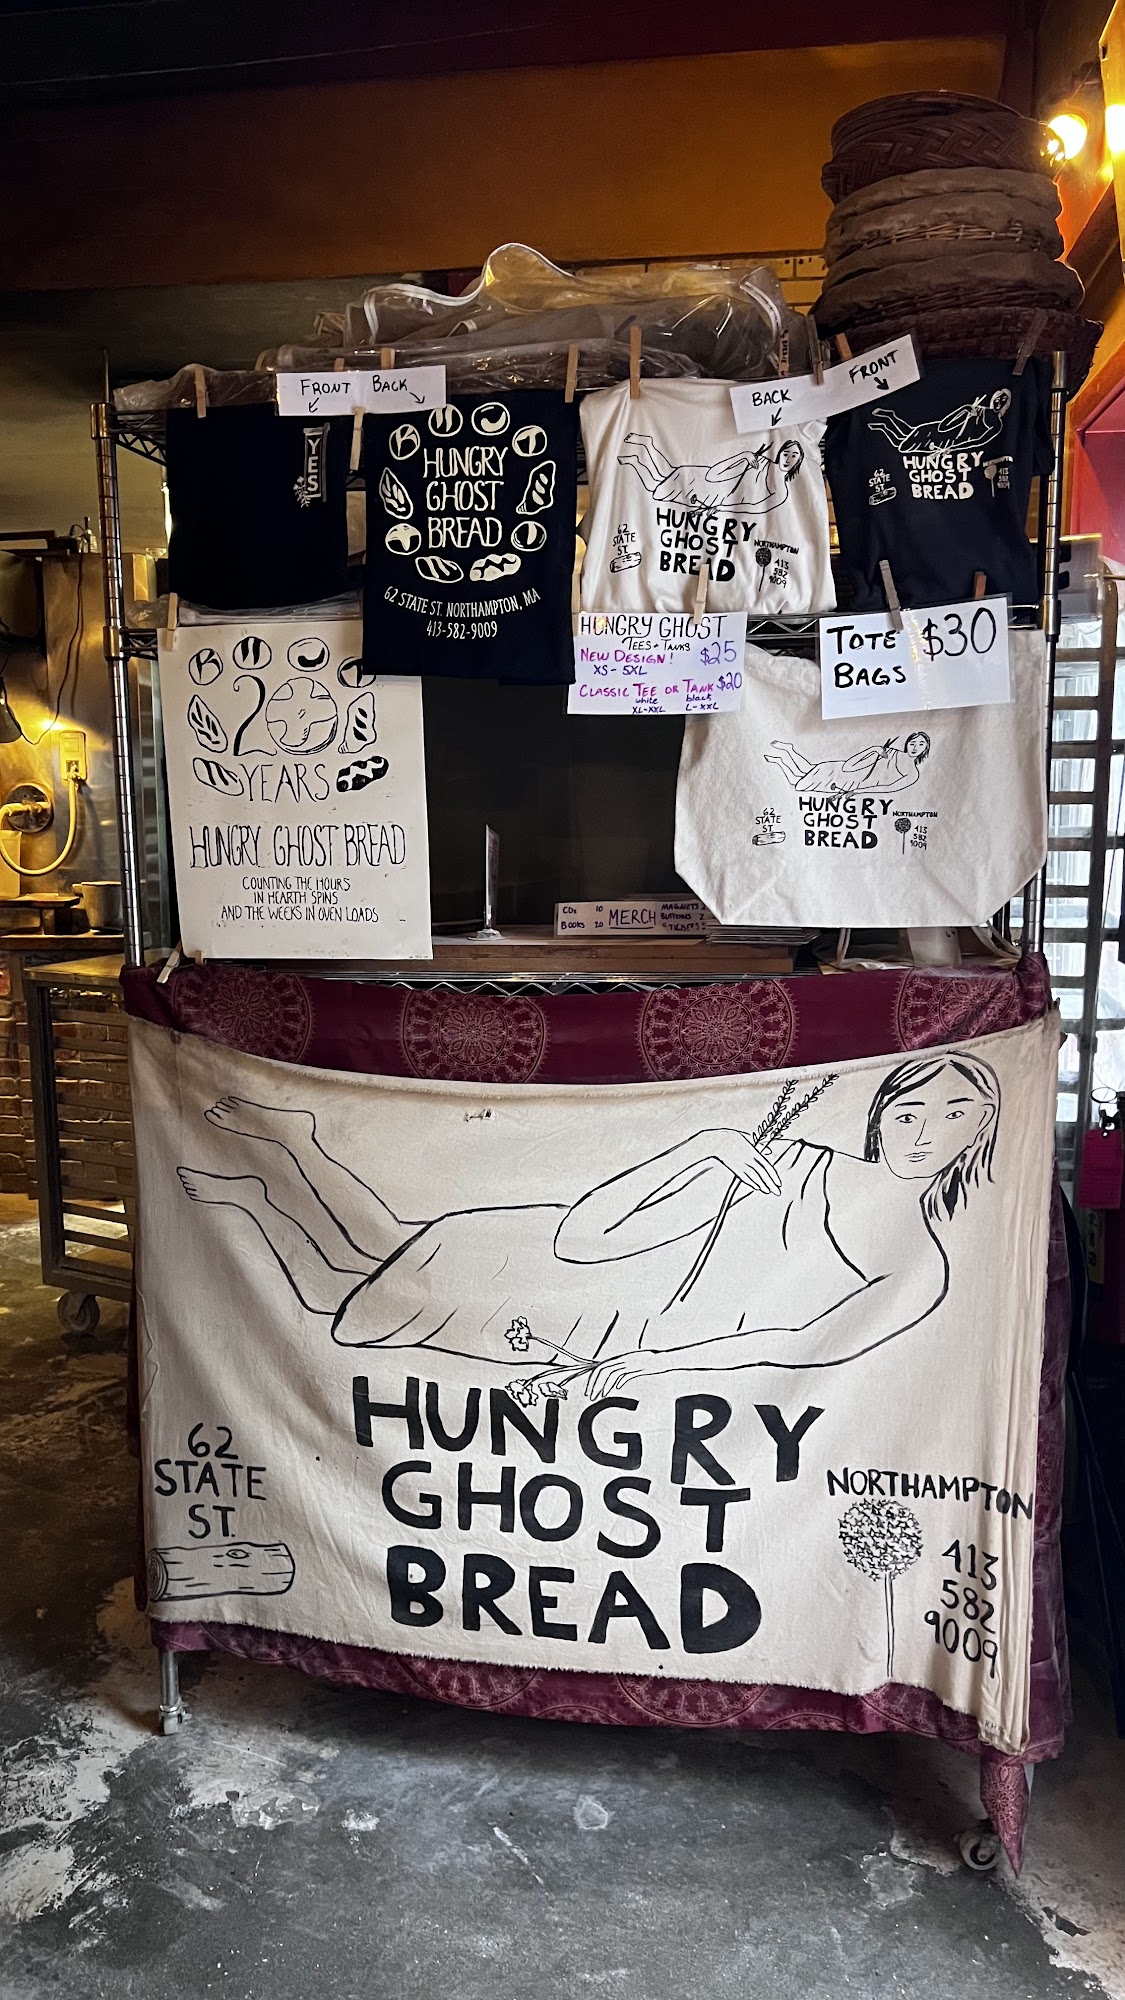 FRONT BACK
YES
HUNGRY
GHOST
BREAD
62 STATE ST. NORTHAMPTON, MA
413-582-9009
BACK
FRONT
62
STATE
ST.
HUNGRY
GHOST
BREAD
NORTHAMPTON
413
582
9009
62
STATE
ST.
HUNGRY
GHOST
BREAD
413
582
9009
20
YEARS
HUNGRY GHOST BREAD
COUNTING THE HOURS
IN HEARTH SPINS
AND THE WEEKS IN OVEN LOADS
HUNGRY GHOST
TEES + TANKS
NEW DESIGN! $25
XS - 5XL
CLASSIC TEE OR TANK $20
white black
XL-XXL L-XXL
TOTE $30
BAGS
62
STATE
ST
HUNGRY
GHOST
BREAD
NORTHAMPTON
413
582
9009
CDs 10 MERCH MAGNETS
BOOKS 20 BUTTONS 2
HUNGRY
GHOST
BREAD
62
STATE
ST.
NORTHAMPTON
413
582
9009